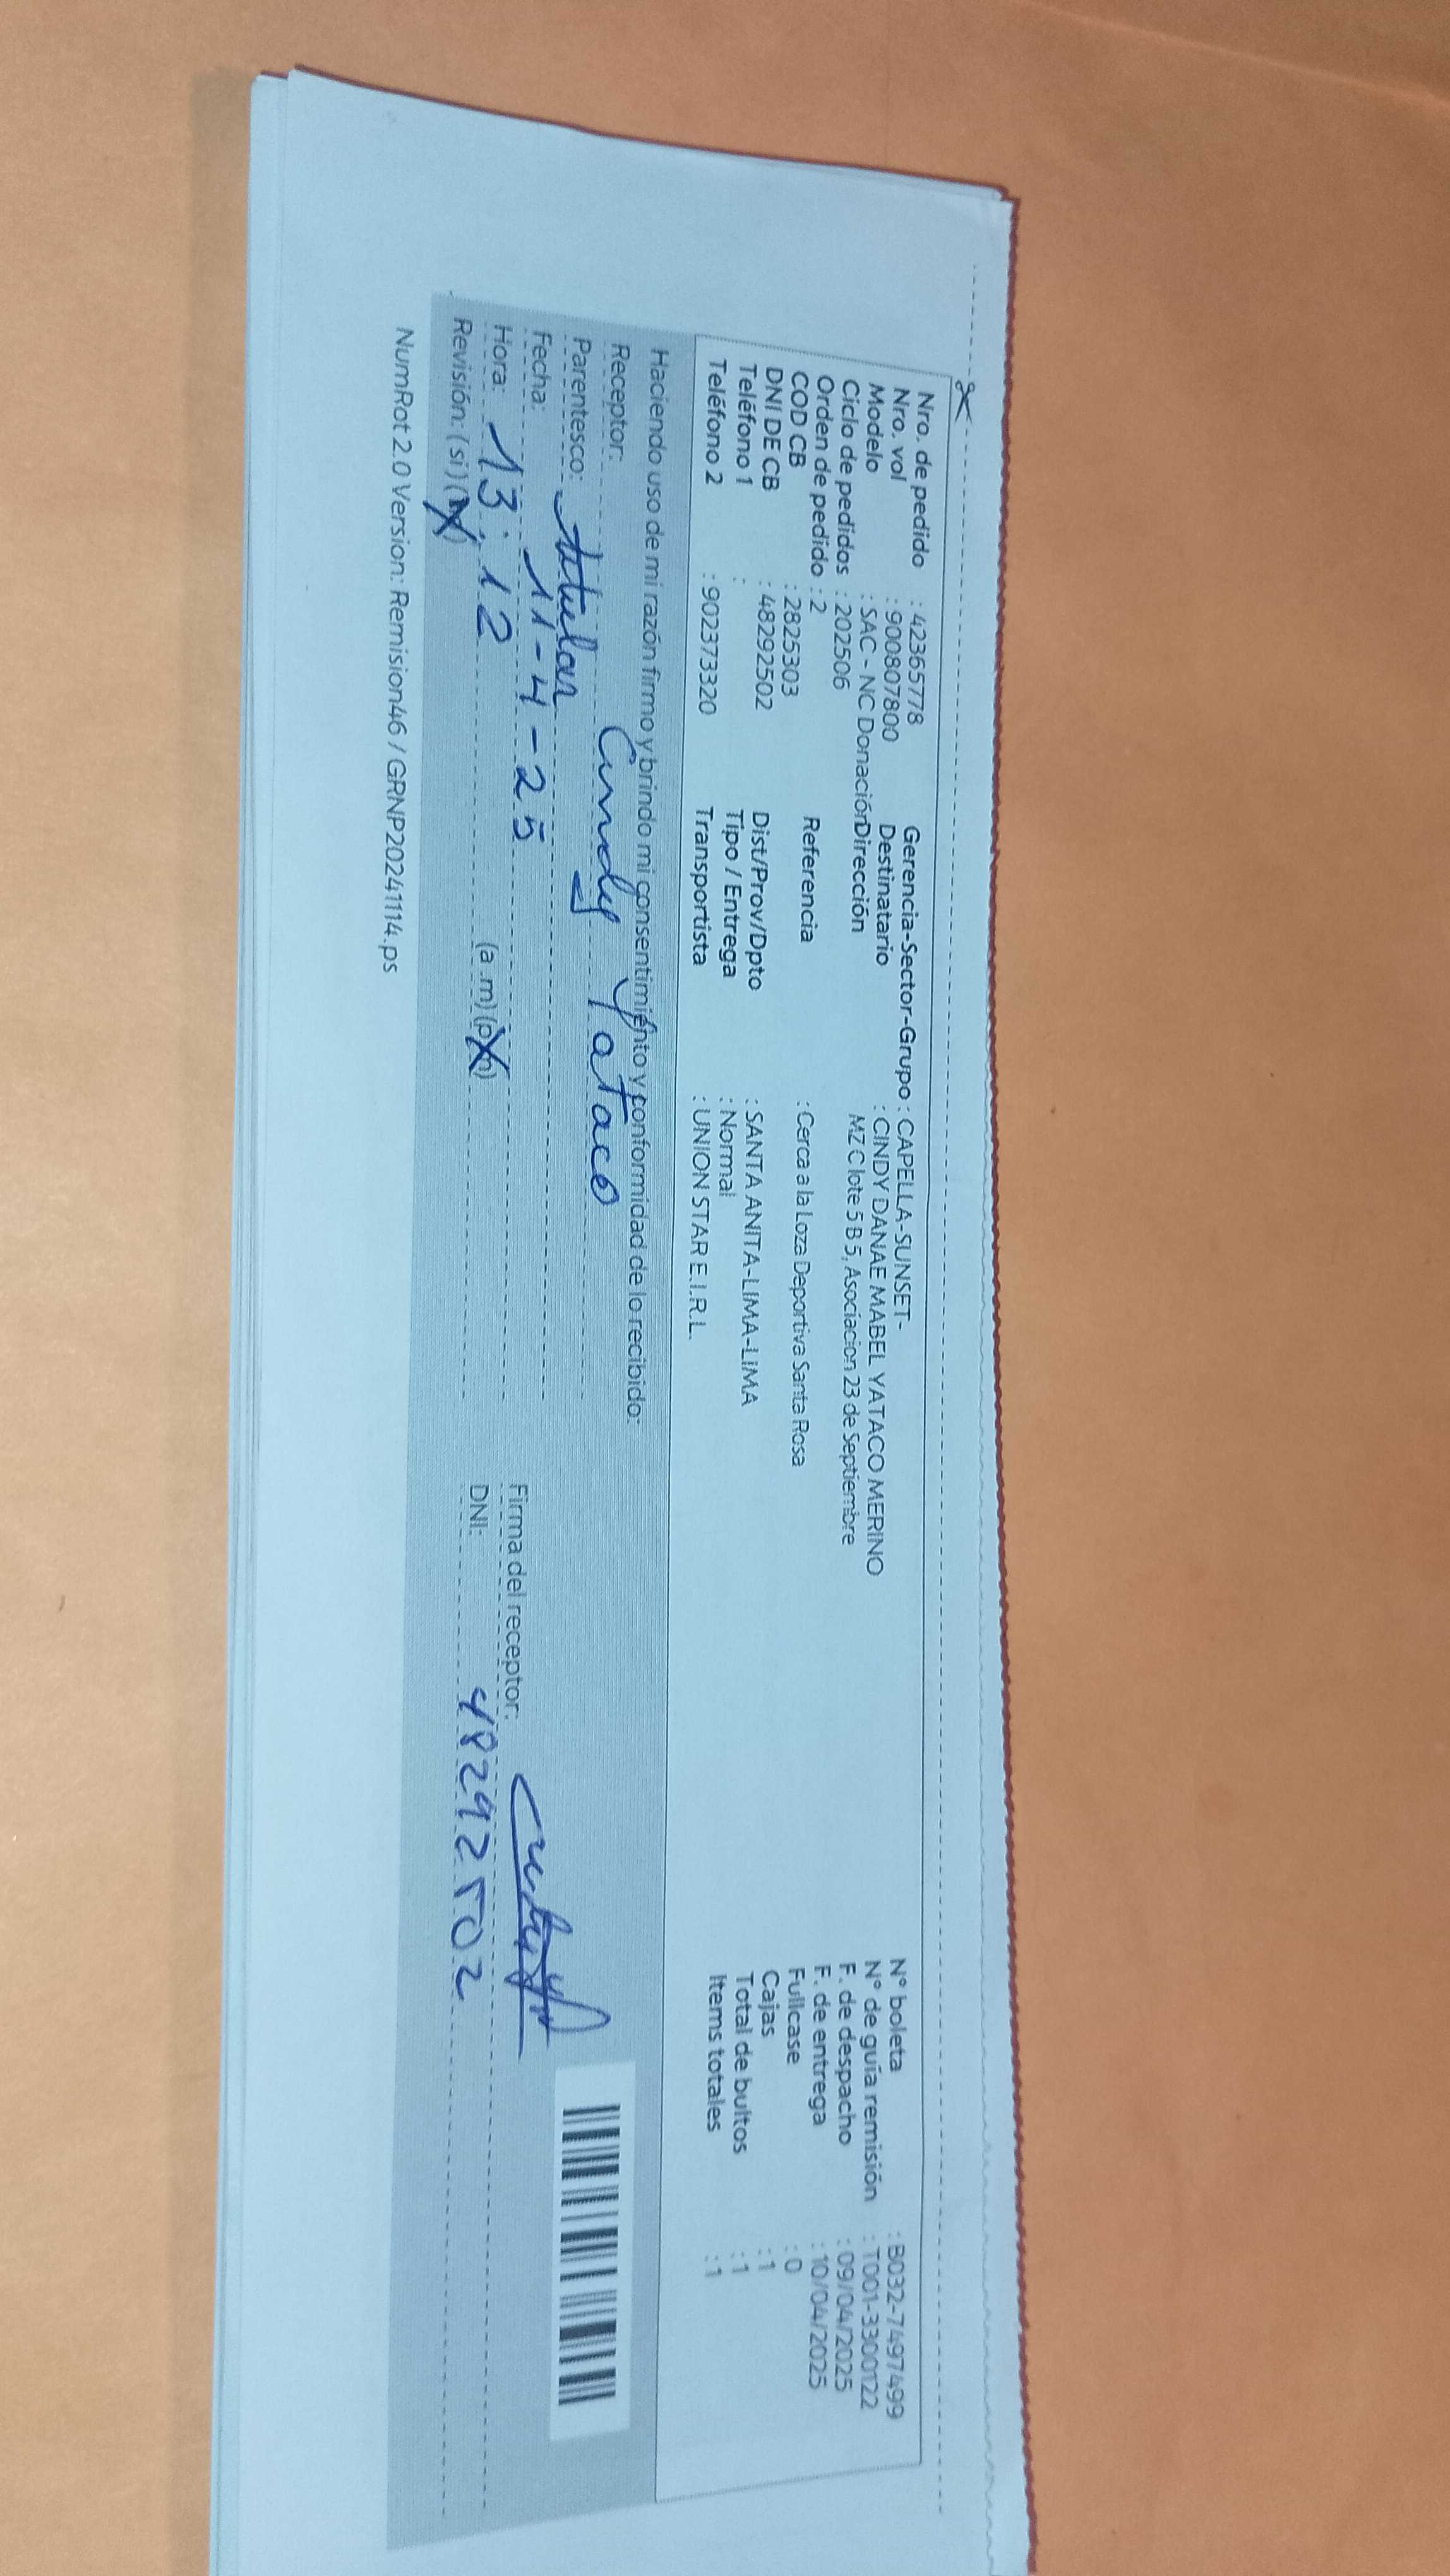 Nro. de pedido : 42365778
Nro. vol : 900807800
Modelo : SAC - NC Donación
Ciclo de pedidos : 202506
Orden de pedido : 2
COD CB : 2825303
DNI DE CB : 48292502
Teléfono 1 :
Teléfono 2 : 902373320
Gerencia-Sector-Grupo : CAPELLA-SUNSET-
Destinatario : CINDY DANAE MABEL YATACO MERINO
Dirección MZ C lote 5 B 5, Asociacion 23 de Septiembre
Referencia : Cerca a la Loza Deportiva Santa Rosa
Dist/Prov/Dpto : SANTA ANITA-LIMA-LIMA
Tipo / Entrega : Normal
Transportista : UNION STAR E.I.R.L.
N° boleta : B032-7497499
N° de guía remisión : T001-3300122
F. de despacho : 09/04/2025
F. de entrega : 10/04/2025
Fullcase : 0
Cajas : 1
Total de bultos : 1
Items totales : 1
Haciendo uso de mi razón firmo y brindo mi consentimiento y conformidad de lo recibido:
Receptor: Cindy Yataco
Parentesco: titular
Fecha: 11-4-25
Hora: 13:12 (a .m) (p.m)
Revisión: (si) (no)
Firma del receptor:
DNI: 48292502
NumRot 2.0 Version: Remision46 / GRNP20241114.ps